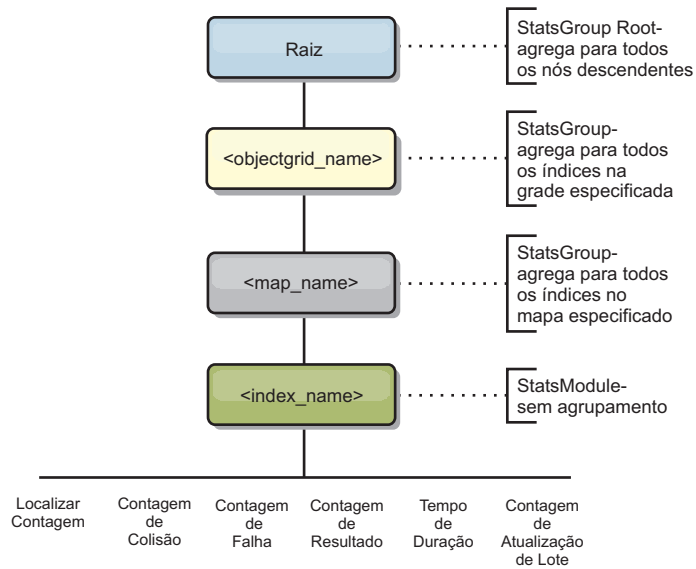 Raiz
StatsGroup Root-
agrega para todos
os nós descendentes
<objectgrid_name>
StatsGroup-
agrega para todos
os índices na
grade especificada
<map_name>
StatsGroup-
agrega para todos
os índices no
mapa especificado
<index_name>
StatsModule-
sem agrupamento
Localizar
Contagem
Contagem
de
Colisão
Contagem
de
Falha
Contagem
de
Resultado
Tempo
de
Duração
Contagem
de
Atualização
de Lote